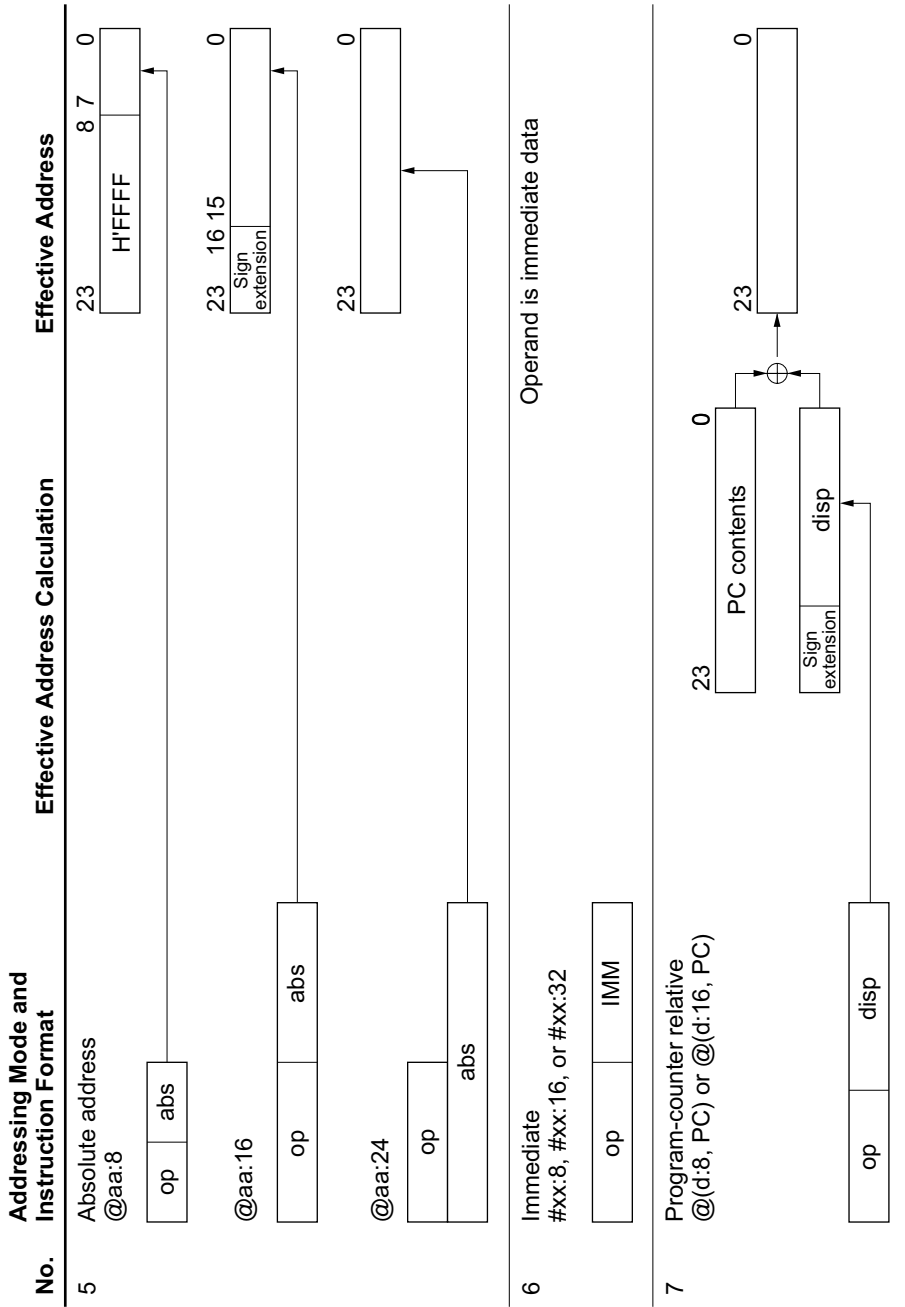 No.
Addressing Mode and
Instruction Format
Effective Address Calculation
Effective Address
5
Absolute address
@aa:8
op
abs
23
8 7
0
H'FFFF
@aa:16
op
abs
23
16 15
0
Sign
extension
@aa:24
op
abs
23
0
6
Immediate
#xx:8, #xx:16, or #xx:32
op
IMM
Operand is immediate data
7
Program-counter relative
@(d:8, PC) or @(d:16, PC)
op
disp
23
0
PC contents
Sign
extension
disp
23
0